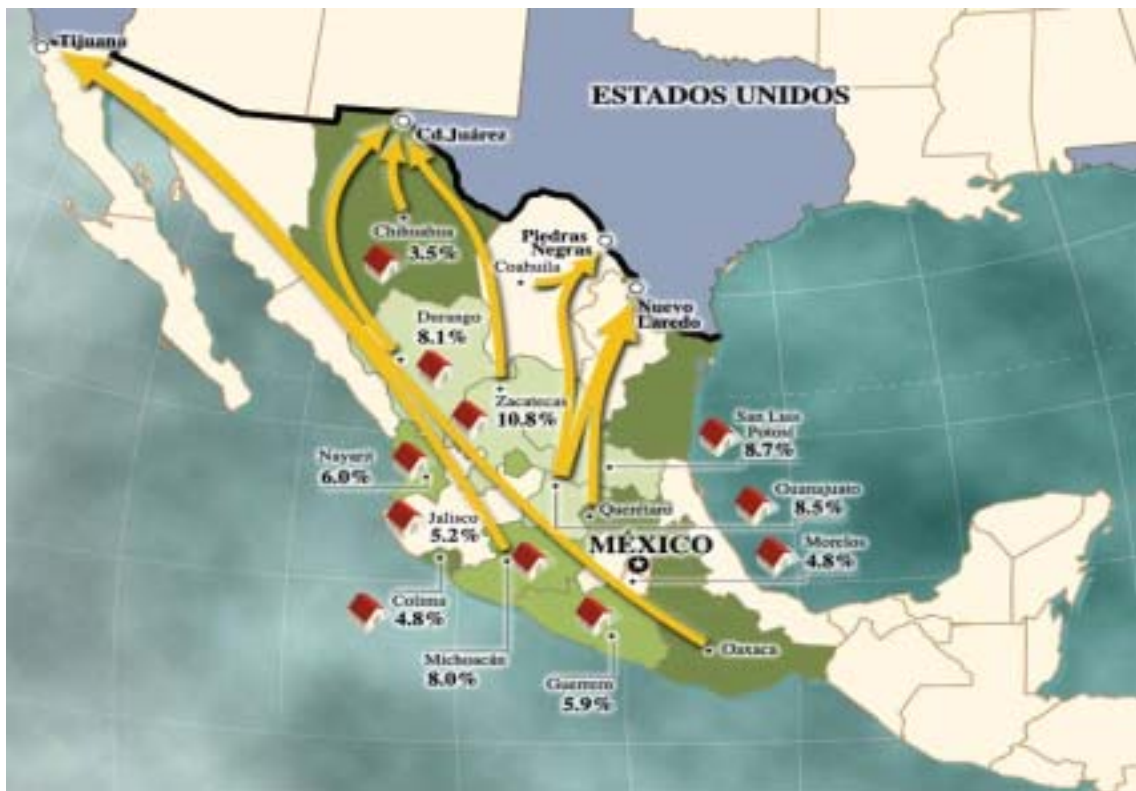 Tijuana
ESTADOS UNIDOS
Cd.Juárez
Chihuahua
3.5%
Piedras
Negras
Coahuila
Nuevo
Laredo
Durango
8.1%
Zacatecas
10.8%
San Luis
Potosí
8.7%
Nayarit
6.0%
Guanajuato
8.5%
Jalisco
5.2%
Querétaro
MÉXICO
Morelos
4.8%
Colima
4.8%
Michoacán
8.0%
Guerrero
5.9%
Oaxaca